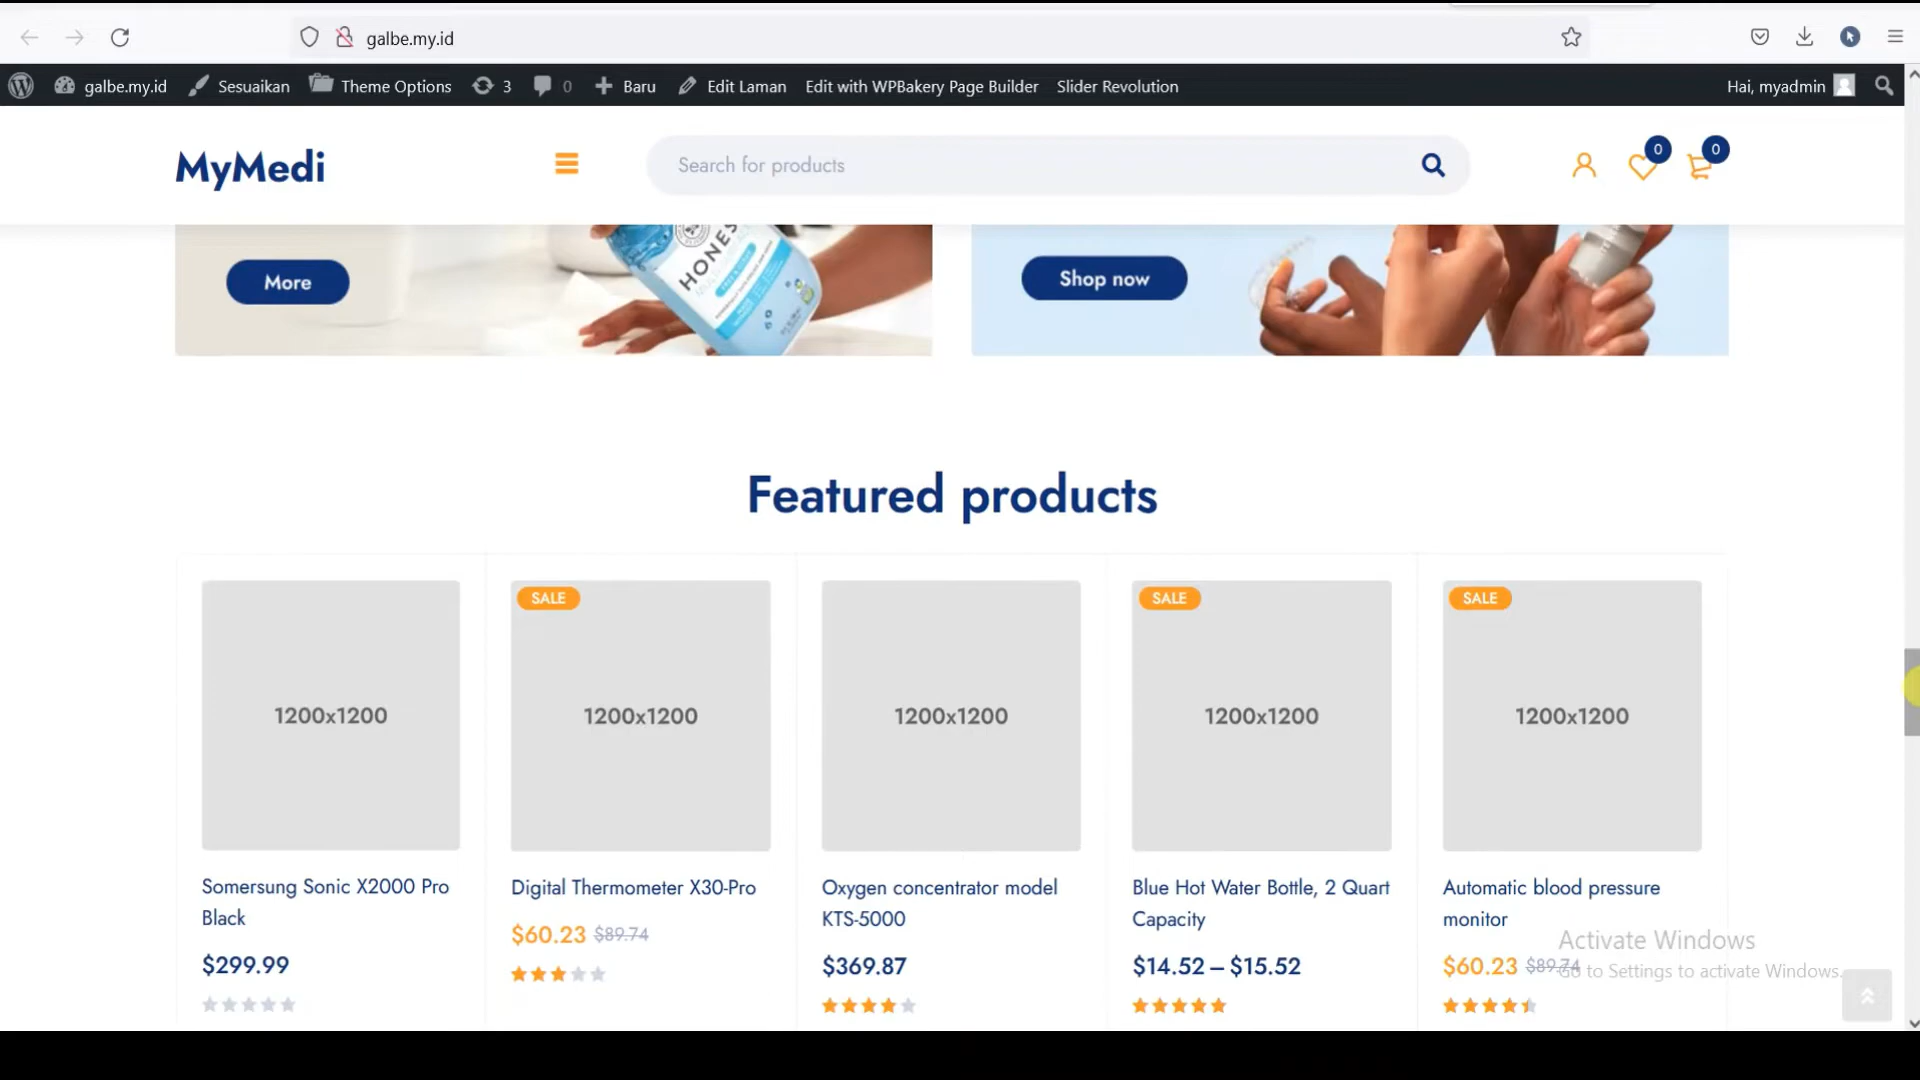 galbe.my.id
galbe.my.id Sesuaikan Theme Options 3 0 Baru Edit Laman Edit with WPBakery Page Builder Slider Revolution Hai, myadmin
MyMedi Search for products 0 0
HONES
More
Shop now
Featured products
SALE SALE SALE
1200x1200 1200x1200 1200x1200 1200x1200 1200x1200
Somersung Sonic X2000 Pro
Black
$299.99
Digital Thermometer X30-Pro
$60.23 $89.74
Oxygen concentrator model
KTS-5000
$369.87
Blue Hot Water Bottle, 2 Quart
Capacity
$14.52 – $15.52
Automatic blood pressure
monitor
$60.23 $89.74
Activate Windows
Go to Settings to activate Windows.